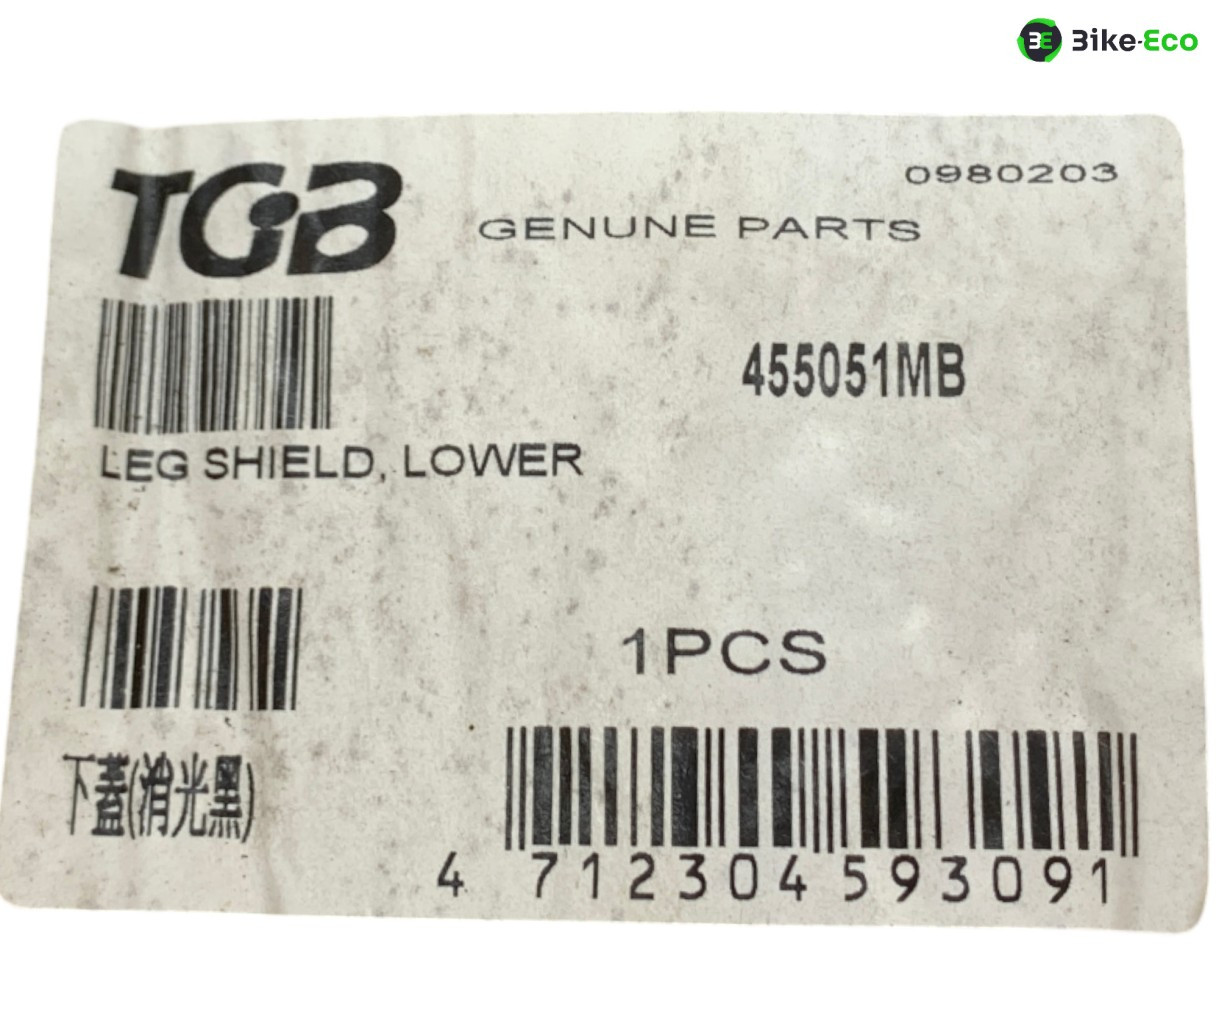 BE Bike-Eco
TGB
0980203
GENUNE PARTS
455051MB
LEG SHIELD, LOWER
1PCS
下蓋(消光黑)
4 712304 593091